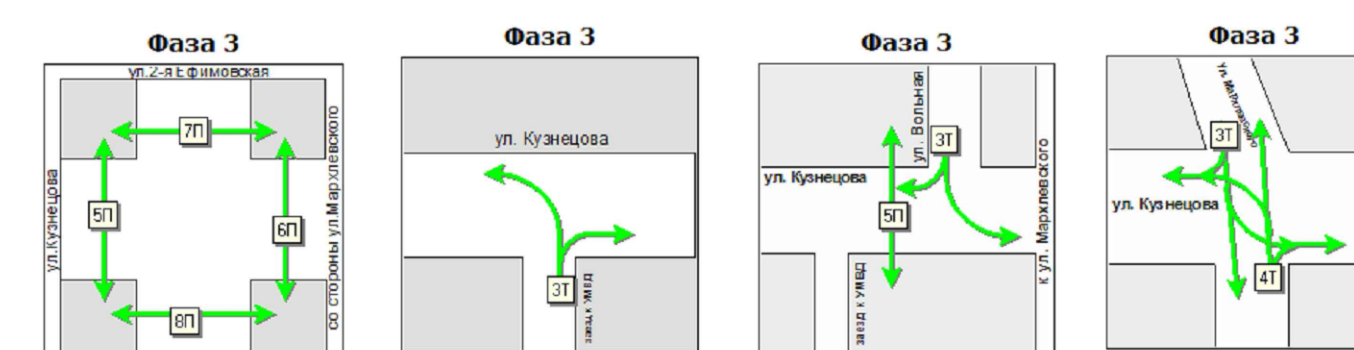 Фаза 3
ул.2-я Ефимовская
7П
ул.Кузнецова
5П
6П
со стороны ул.Мархлевского
8П
Фаза 3
ул. Кузнецова
3Т
заезд к УМВД
Фаза 3
ул. Вольная
3Т
ул. Кузнецова
5П
к ул. Мархлевского
заезд к УМВД
Фаза 3
ул. Мархлевского
3Т
ул. Кузнецова
4Т